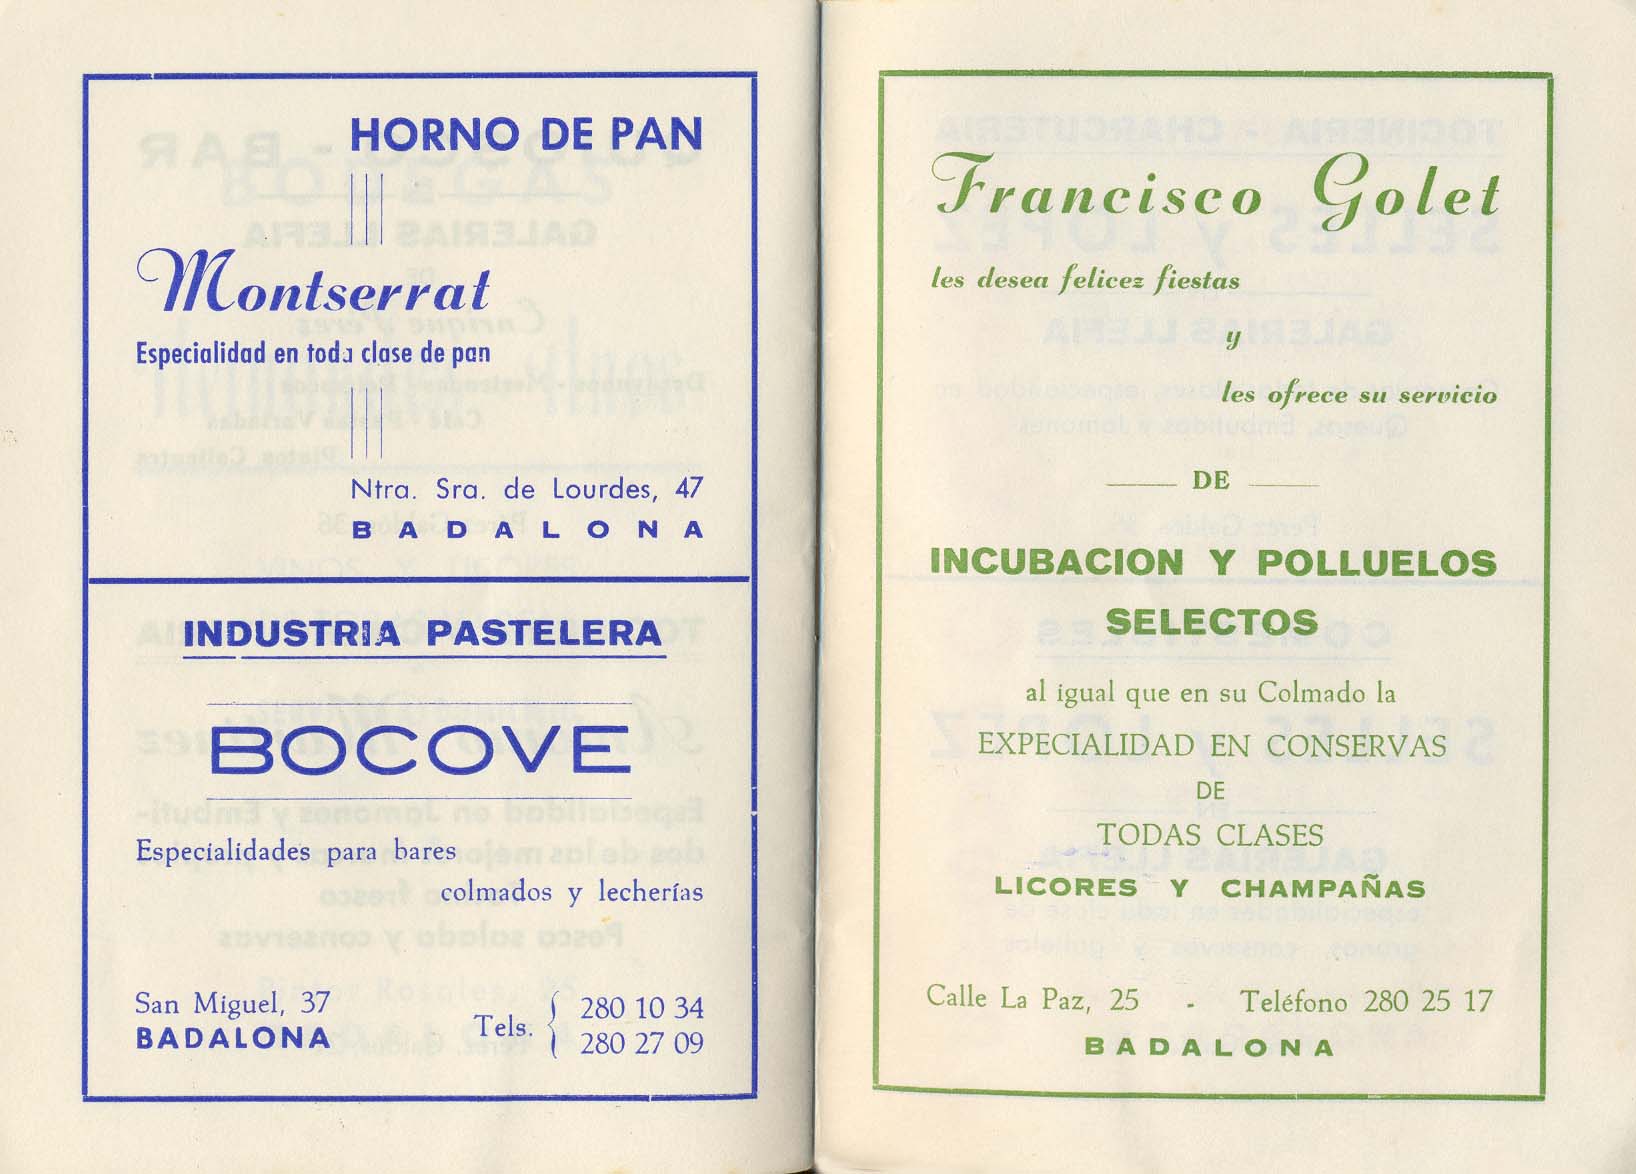 HORNO DE PAN
Montserrat
Especialidad en toda clase de pan
Ntra. Sra. de Lourdes, 47
BADALONA
INDUSTRIA PASTELERA
BOCOVE
Especialidades para bares
colmados y lecherías
San Miguel, 37
BADALONA
Tels. { 280 10 34
280 27 09
Francisco Golet
les desea felicez fiestas
y
les ofrece su servicio
DE
INCUBACION Y POLLUELOS
SELECTOS
al igual que en su Colmado la
EXPECIALIDAD EN CONSERVAS
DE
TODAS CLASES
LICORES Y CHAMPAÑAS
Calle La Paz, 25 - Teléfono 280 25 17
BADALONA